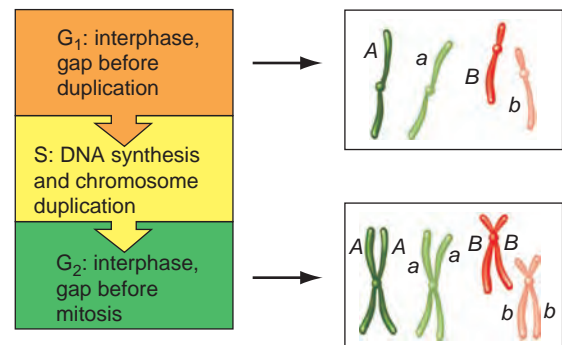 G₁: interphase,
gap before
duplication
S: DNA synthesis
and chromosome
duplication
G₂: interphase,
gap before
mitosis
A
a
B
b
A
A
a
a
B
B
b
b